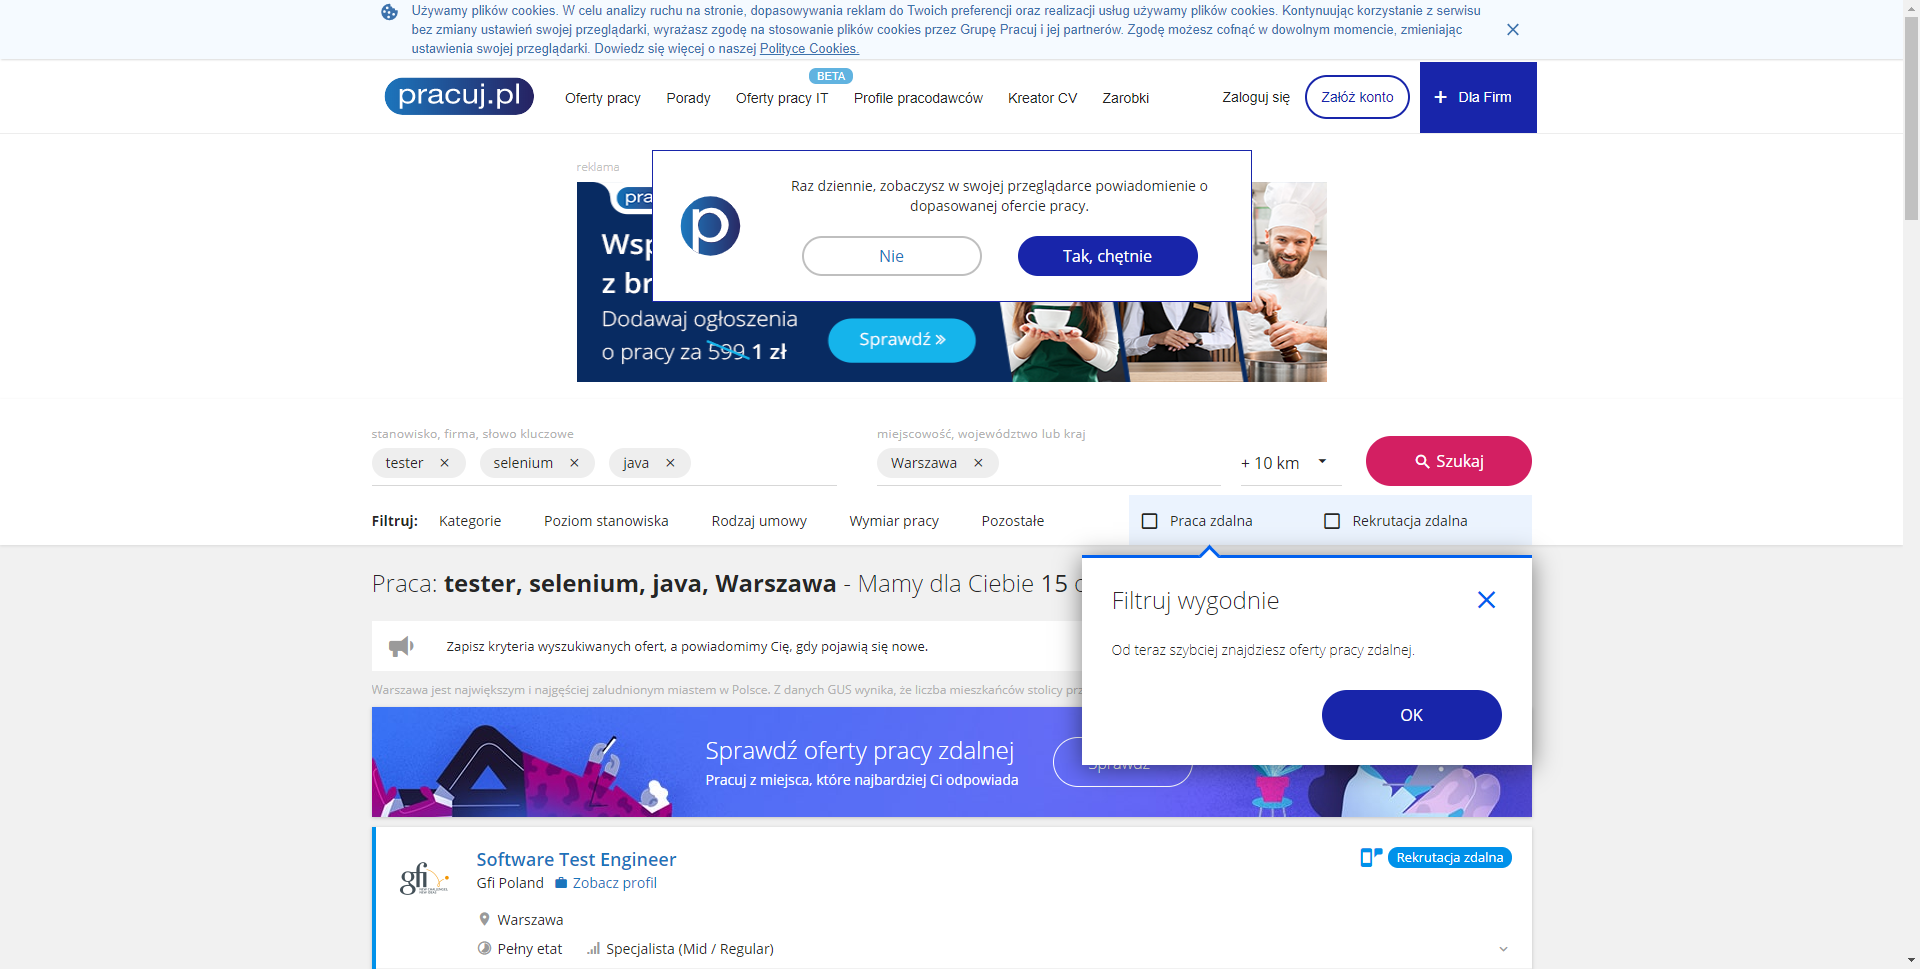 Używamy plików cookies. W celu analizy ruchu na stronie, dopasowywania reklam do Twoich preferencji oraz realizacji usług używamy plików cookies. Kontynuując korzystanie z serwisu
bez zmiany ustawień swojej przeglądarki, wyrażasz zgodę na stosowanie plików cookies przez Grupę Pracuj i jej partnerów. Zgodę możesz cofnąć w dowolnym momencie, zmieniając
ustawienia swojej przeglądarki. Dowiedz się więcej o naszej Polityce Cookies.
BETA
pracuj.pl Oferty pracy Porady Oferty pracy IT Profile pracodawców Kreator CV Zarobki Zaloguj się Załóż konto + Dla Firm
reklama
Raz dziennie, zobaczysz w swojej przeglądarce powiadomienie o
dopasowanej ofercie pracy.
Nie Tak, chętnie
pra
Wsp
z br
Dodawaj ogłoszenia
o pracy za 599 1 zł
Sprawdź »
stanowisko, firma, słowo kluczowe miejscowość, województwo lub kraj
tester × selenium × java × Warszawa × + 10 km Szukaj
Filtruj: Kategorie Poziom stanowiska Rodzaj umowy Wymiar pracy Pozostałe Praca zdalna Rekrutacja zdalna
Praca: tester, selenium, java, Warszawa - Mamy dla Ciebie 15
Filtruj wygodnie
Od teraz szybciej znajdziesz oferty pracy zdalnej.
OK
Zapisz kryteria wyszukiwanych ofert, a powiadomimy Cię, gdy pojawią się nowe.
Warszawa jest największym i najgęściej zaludnionym miastem w Polsce. Z danych GUS wynika, że liczba mieszkańców stolicy prz
Sprawdź oferty pracy zdalnej
Pracuj z miejsca, które najbardziej Ci odpowiada
Sprawdź
gfi
Software Test Engineer
Rekrutacja zdalna
Gfi Poland Zobacz profil
Warszawa
Pełny etat Specjalista (Mid / Regular)